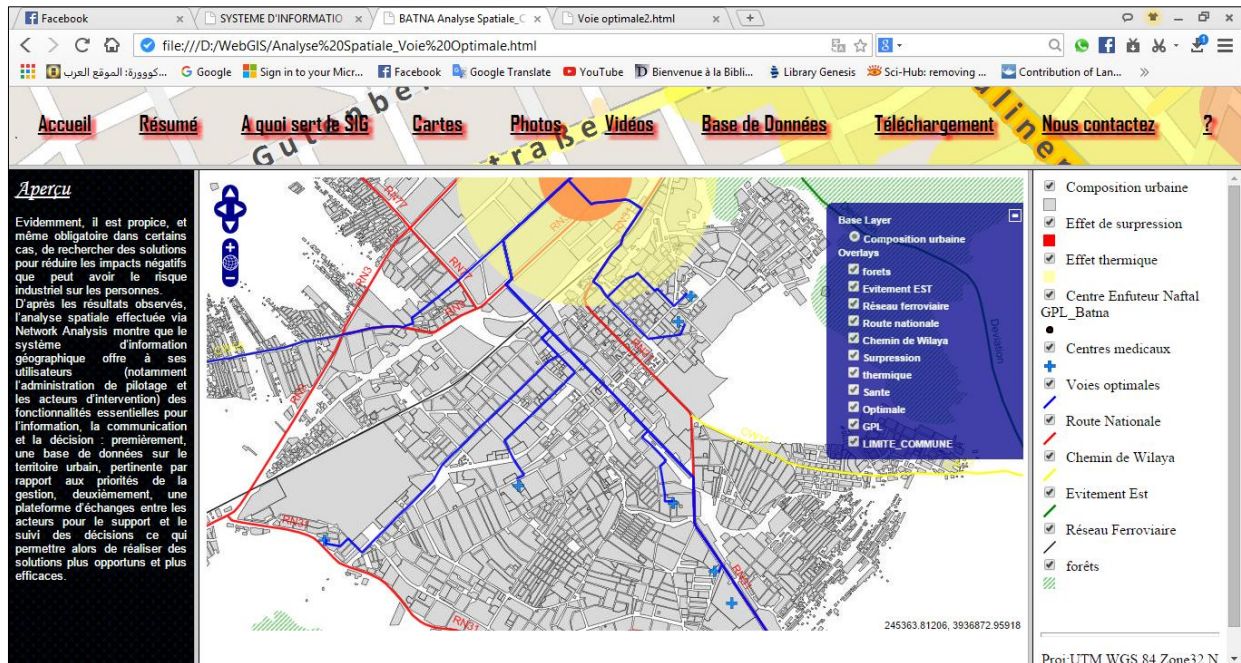 Facebook
SYSTEME D'INFORMATIO
BATNA Analyse Spatiale_C
Voie optimale2.html
file:///D:/WebGIS/Analyse%20Spatiale_Voie%20Optimale.html
كووورة: الموقع العرب...
Google
Sign in to your Micr...
Facebook
Google Translate
YouTube
Bienvenue à la Bibli...
Library Genesis
Sci-Hub: removing ...
Contribution of Lan...
Accueil
Résumé
A quoi sert le SIG
Cartes
Photos
Vidéos
Base de Données
Téléchargement
Nous contactez
?
Aperçu
Evidemment, il est propice, et
même obligatoire dans certains
cas, de rechercher des solutions
pour réduire les impacts négatifs
que peut avoir le risque
industriel sur les personnes.
D'après les résultats observés,
l'analyse spatiale effectuée via
Network Analysis montre que le
système d'information
géographique offre à ses
utilisateurs (notamment
l'administration de pilotage et
les acteurs d'intervention) des
fonctionnalités essentielles pour
l'information, la communication
et la décision : premièrement,
une base de données sur le
territoire urbain, pertinente par
rapport aux priorités de la
gestion, deuxièmement, une
plateforme d'échanges entre les
acteurs pour le support et le
suivi des décisions ce qui
permettre alors de réaliser des
solutions plus opportuns et plus
efficaces.
RN77
RN3
RN77
RN3
RN31
RN31
RN31
Déviation
Base Layer
Composition urbaine
Overlays
forets
Evitement EST
Réseau ferroviaire
Route nationale
Chemin de Wilaya
Surpression
thermique
Sante
Optimale
GPL
LIMITE_COMMUNE
245363.81206, 3936872.95918
Composition urbaine
Effet de surpression
Effet thermique
Centre Enfuteur Naftal
GPL_Batna
Centres medicaux
Voies optimales
Route Nationale
Chemin de Wilaya
Evitement Est
Réseau Ferroviaire
forêts
Proj:UTM WGS 84 Zone32 N